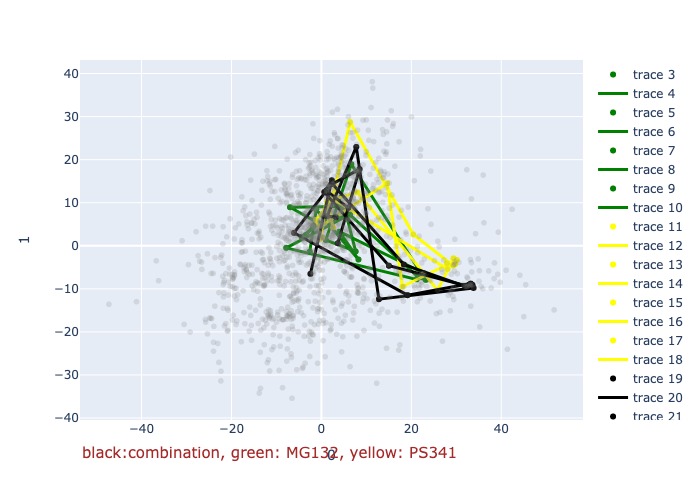 40
30
20
10
0
−10
−20
−30
−40
1
−40
−20
0
20
40
0
black:combination, green: MG132, yellow: PS341
trace 3
trace 4
trace 5
trace 6
trace 7
trace 8
trace 9
trace 10
trace 11
trace 12
trace 13
trace 14
trace 15
trace 16
trace 17
trace 18
trace 19
trace 20
trace 21